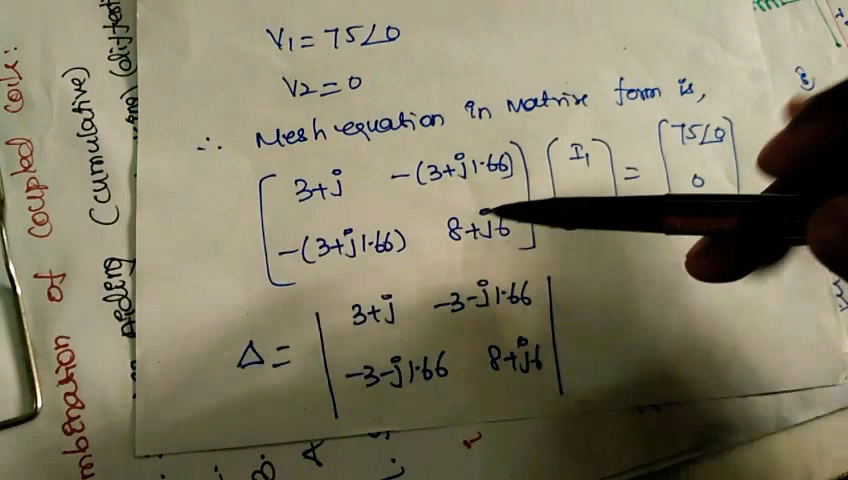 V1 = 75∠0
V2 = 0
∴ Mesh equation in Matrix form is,
[ 3+j -(3+j1.66) ] [ I1 ] = [ 75∠0 ]
[ -(3+j1.66) 8+j6 ] [ ] [ 0 ]
Δ = | 3+j -3-j1.66 |
| -3-j1.66 8+j6 |
of coupled coils:
aiding (cumulative)